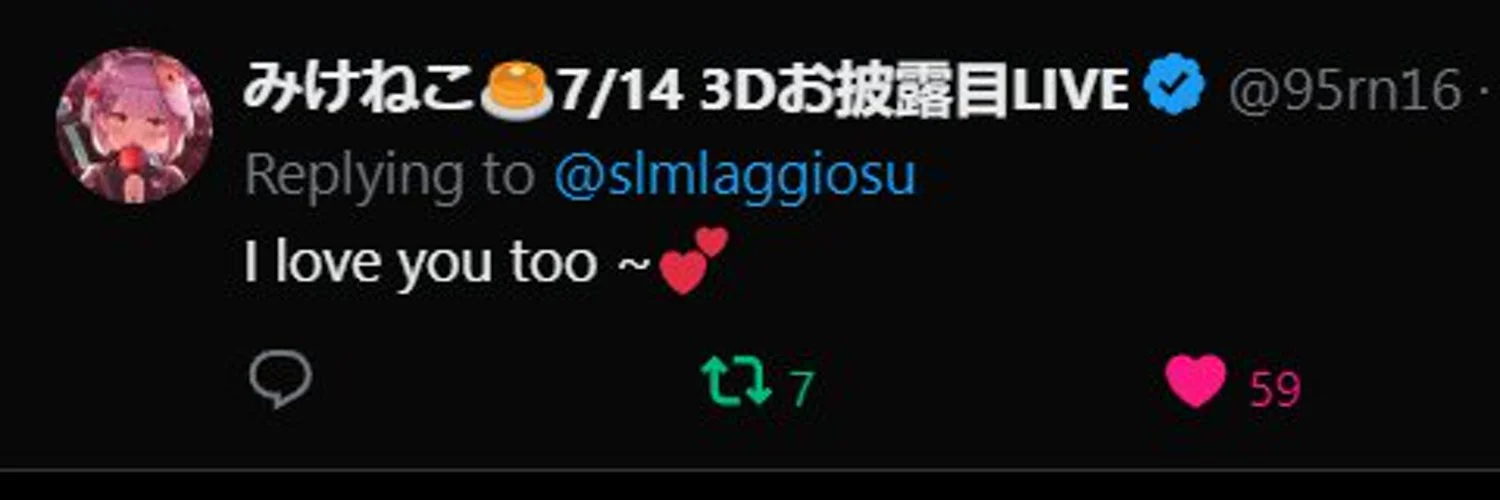 みけねこ🍮7/14 3Dお披露目LIVE @95rn16 ·
Replying to @slmlaggiosu
I love you too ~💕
7 59